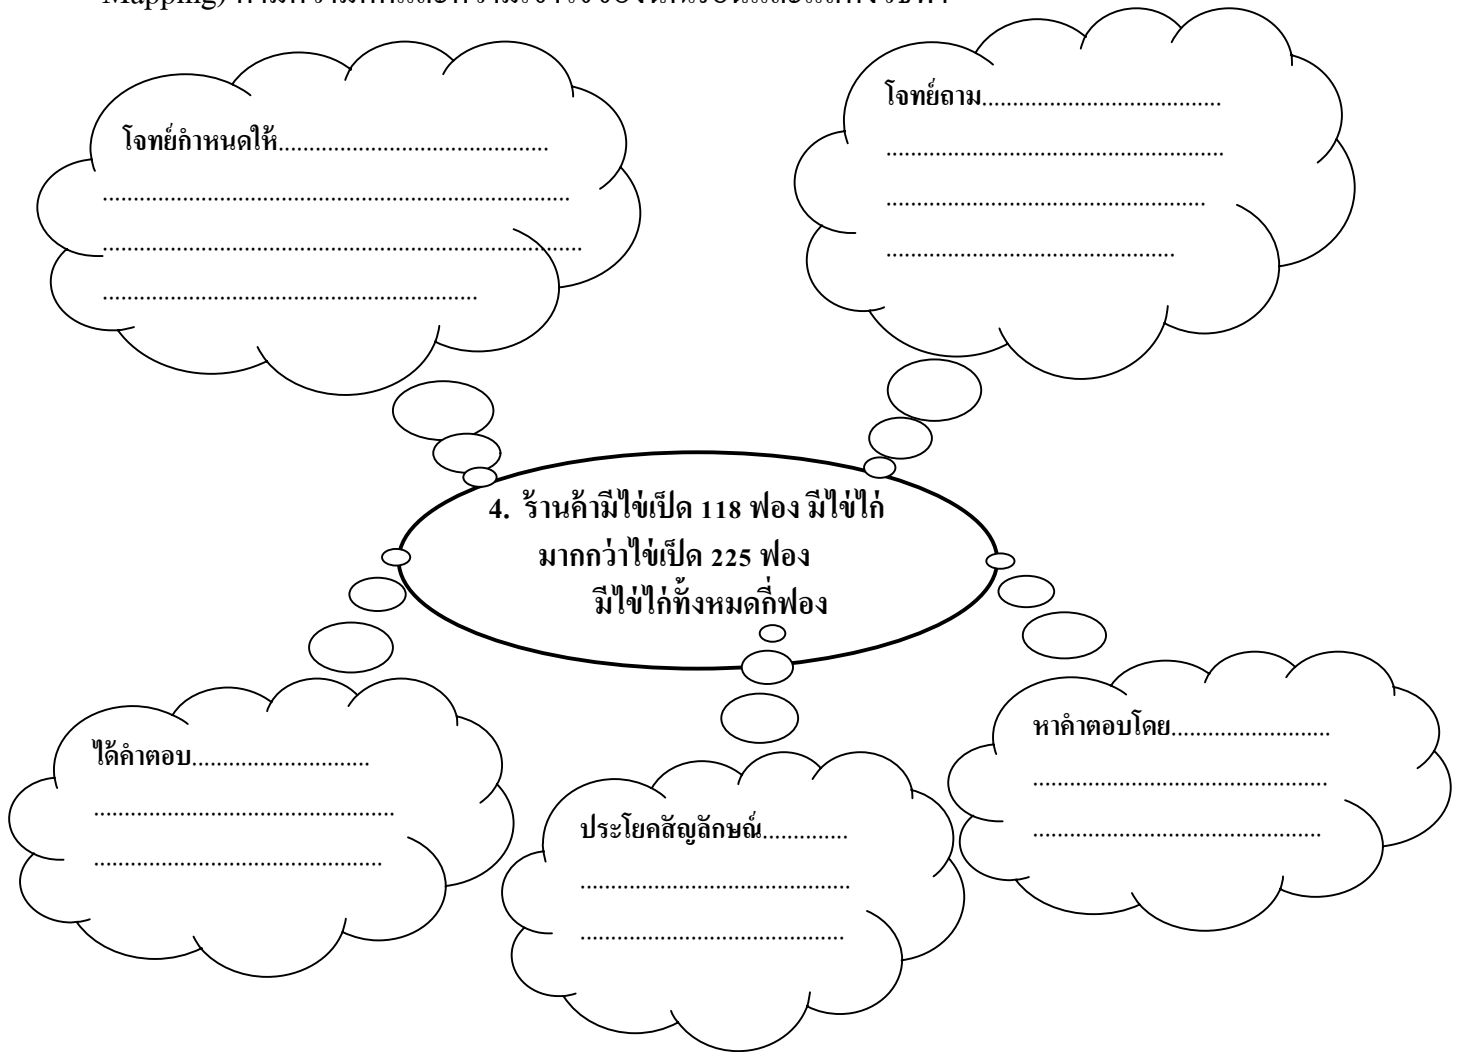 โจทย์กำหนดให้............................................
............................................................................
..............................................................................
.............................................................
โจทย์ถาม.......................................
.......................................................
....................................................
...............................................
4. ร้านค้ามีไข่เป็ด 118 ฟอง มีไข่ไก่
มากกว่าไข่เป็ด 225 ฟอง
มีไข่ไก่ทั้งหมดกี่ฟอง
ได้คำตอบ.............................
.................................................
...............................................
ประโยคสัญลักษณ์..............
............................................
...........................................
หาคำตอบโดย..........................
................................................
...............................................